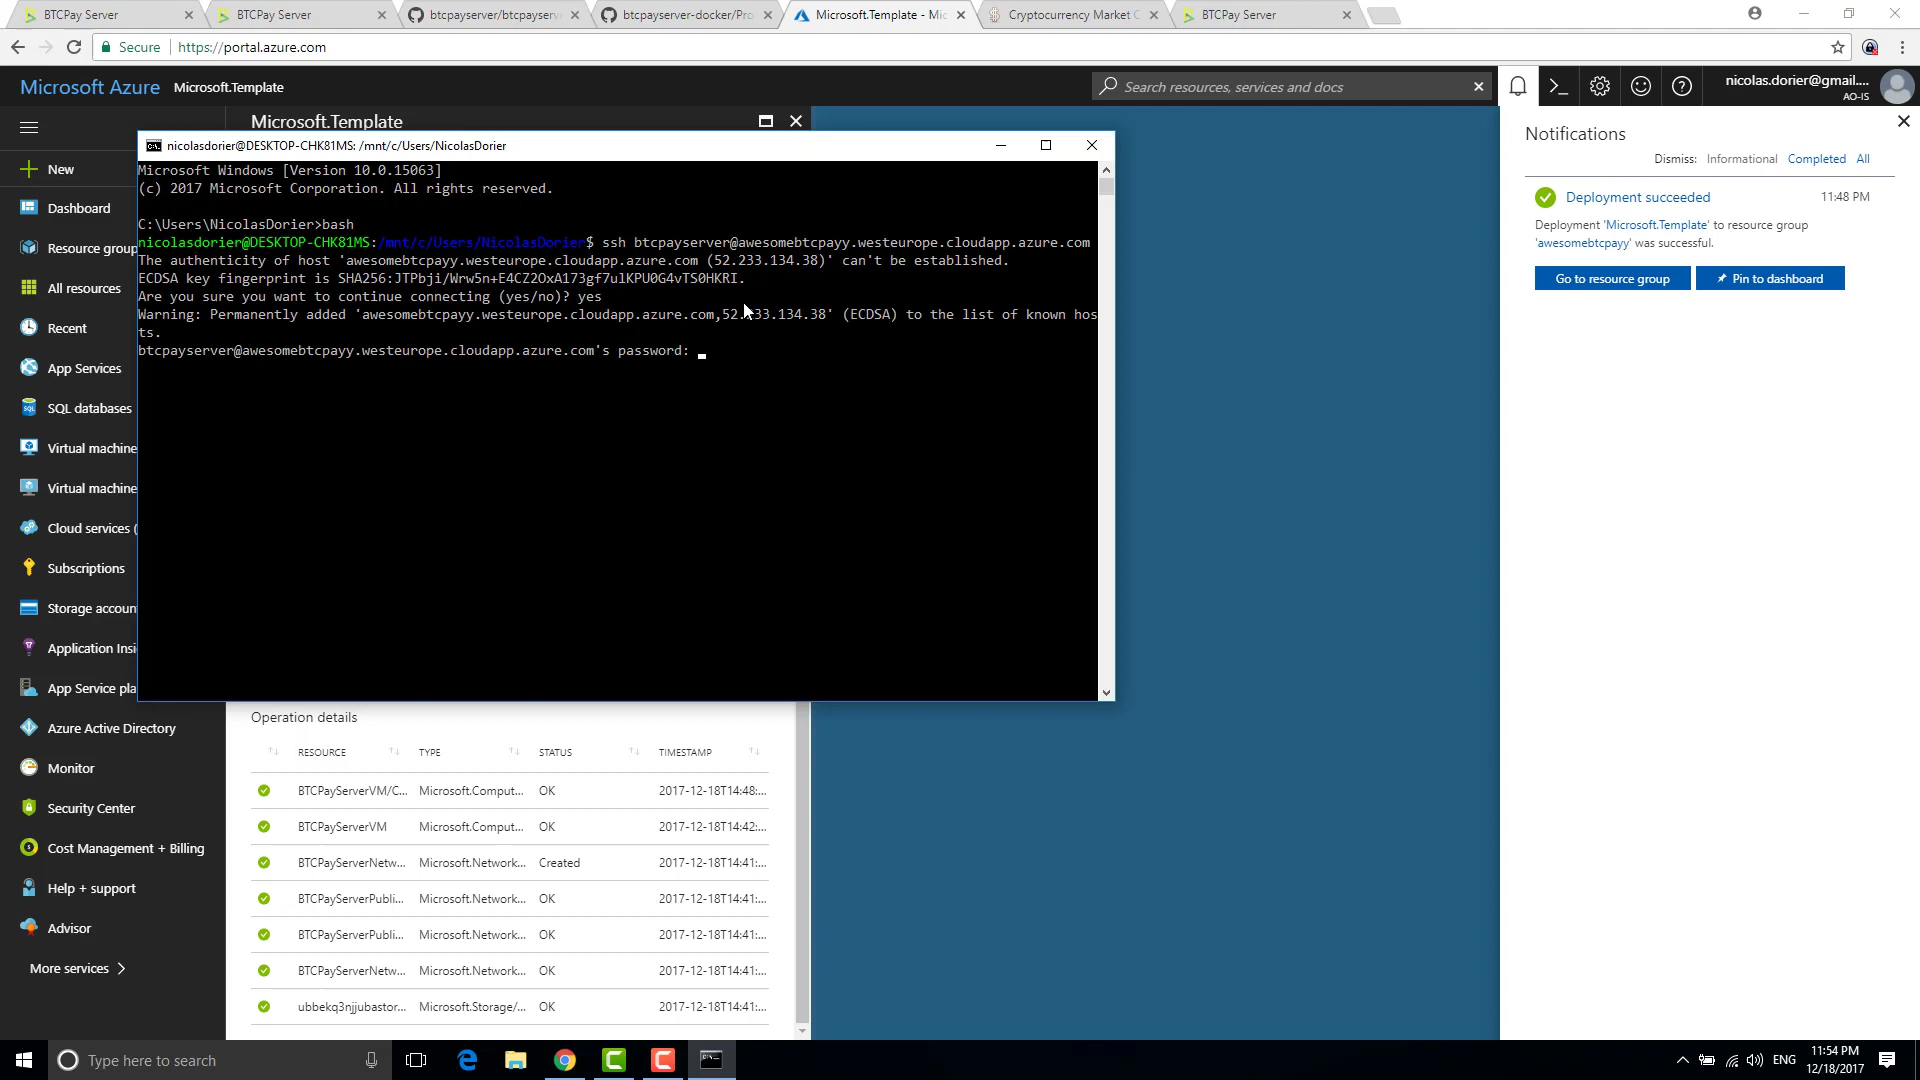 BTCPay Server
BTCPay Server
btcpayserver/btcpayserv
btcpayserver-docker/Pro
Microsoft.Template - Mic
Cryptocurrency Market C
BTCPay Server
Secure
https://portal.azure.com
Microsoft Azure
Microsoft.Template
Search resources, services and docs
nicolas.dorier@gmail....
AO-IS
New
Dashboard
Resource group
All resources
Recent
App Services
SQL databases
Virtual machine
Virtual machine
Cloud services (
Subscriptions
Storage accoun
Application Insi
App Service pla
Azure Active Directory
Monitor
Security Center
Cost Management + Billing
Help + support
Advisor
More services
Microsoft.Template
nicolasdorier@DESKTOP-CHK81MS: /mnt/c/Users/NicolasDorier
Microsoft Windows [Version 10.0.15063]
(c) 2017 Microsoft Corporation. All rights reserved.
C:\Users\NicolasDorier>bash
nicolasdorier@DESKTOP-CHK81MS:/mnt/c/Users/NicolasDorier$ ssh btcpayserver@awesomebtcpayy.westeurope.cloudapp.azure.com
The authenticity of host 'awesomebtcpayy.westeurope.cloudapp.azure.com (52.233.134.38)' can't be established.
ECDSA key fingerprint is SHA256:JTPbji/Wrw5n+E4CZ2OxA173gf7ulKPU0G4vTS0HKRI.
Are you sure you want to continue connecting (yes/no)? yes
Warning: Permanently added 'awesomebtcpayy.westeurope.cloudapp.azure.com,52.233.134.38' (ECDSA) to the list of known hos
ts.
btcpayserver@awesomebtcpayy.westeurope.cloudapp.azure.com's password:
Operation details
RESOURCE TYPE STATUS TIMESTAMP
BTCPayServerVM/C... Microsoft.Comput... OK 2017-12-18T14:48:...
BTCPayServerVM Microsoft.Comput... OK 2017-12-18T14:42:...
BTCPayServerNetw... Microsoft.Network... Created 2017-12-18T14:41:...
BTCPayServerPubli... Microsoft.Network... OK 2017-12-18T14:41:...
BTCPayServerPubli... Microsoft.Network... OK 2017-12-18T14:41:...
BTCPayServerNetw... Microsoft.Network... OK 2017-12-18T14:41:...
ubbekq3njjubastor... Microsoft.Storage/... OK 2017-12-18T14:41:...
Notifications
Dismiss: Informational Completed All
Deployment succeeded 11:48 PM
Deployment 'Microsoft.Template' to resource group
'awesomebtcpayy' was successful.
Go to resource group
Pin to dashboard
Type here to search
ENG
11:54 PM
12/18/2017